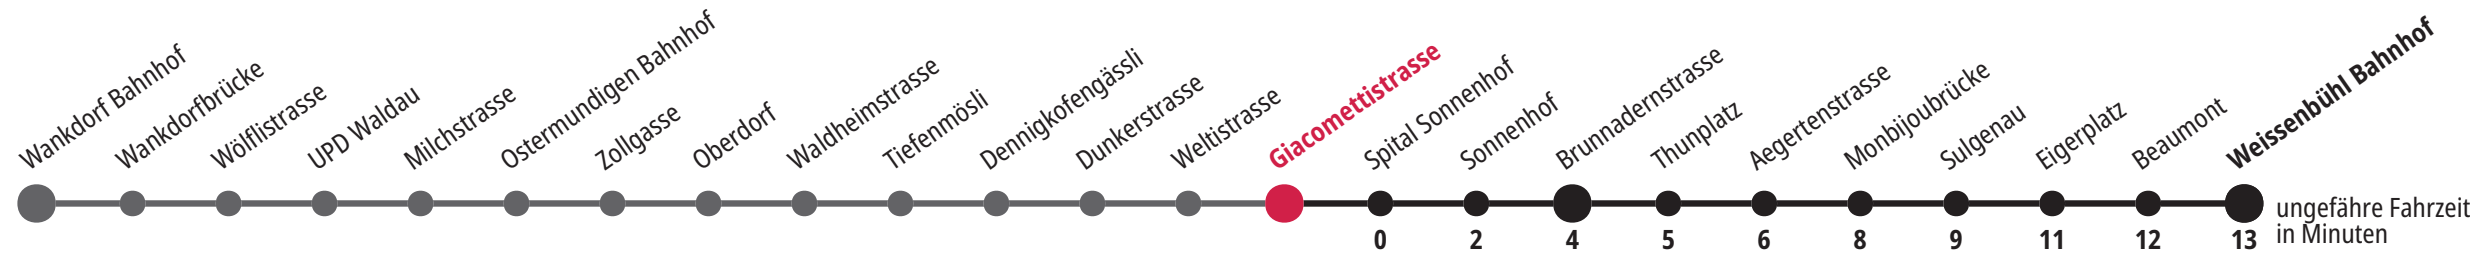 Wankdorf Bahnhof
Wankdorfbrücke
Wölflistrasse
UPD Waldau
Milchstrasse
Ostermundigen Bahnhof
Zollgasse
Oberdorf
Waldheimstrasse
Tiefenmösli
Dennigkofengässli
Dunkerstrasse
Weltistrasse
Giacomettistrasse
Spital Sonnenhof
Sonnenhof
Brunnadernstrasse
Thunplatz
Aegertenstrasse
Monbijoubrücke
Sulgenau
Eigerplatz
Beaumont
Weissenbühl Bahnhof
0 2 4 5 6 8 9 11 12 13
ungefähre Fahrzeit
in Minuten